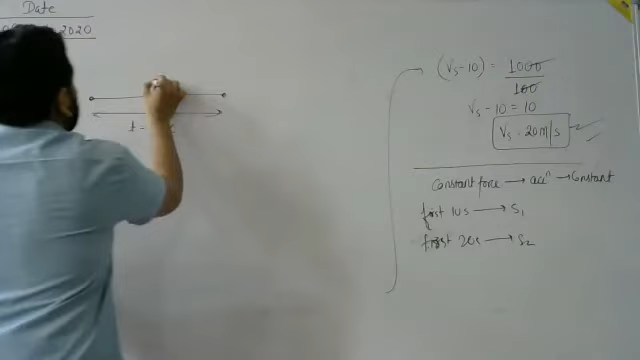 Date
2020
t =
(Vs-10) = 1000
100
Vs - 10 = 10
Vs = 20m/s
Constant force → accⁿ → Constant
first 10s → S1
first 20s → S2